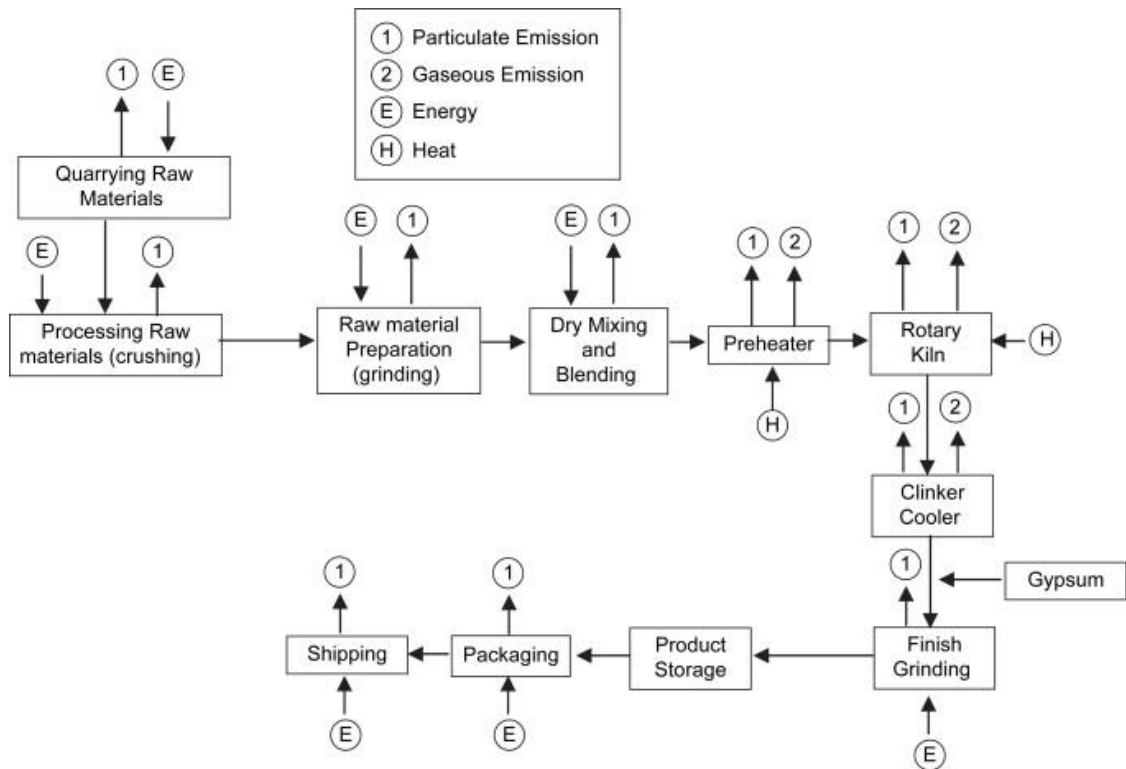 1 Particulate Emission
2 Gaseous Emission
E Energy
H Heat
1 E
Quarrying Raw
Materials
E 1
Processing Raw
materials (crushing)
E 1
Raw material
Preparation
(grinding)
E 1
Dry Mixing
and
Blending
1 2
Preheater
H
1 2
Rotary
Kiln
H
1 2
Clinker
Cooler
Gypsum
1
Finish
Grinding
E
Product
Storage
1
Packaging
E
1
Shipping
E